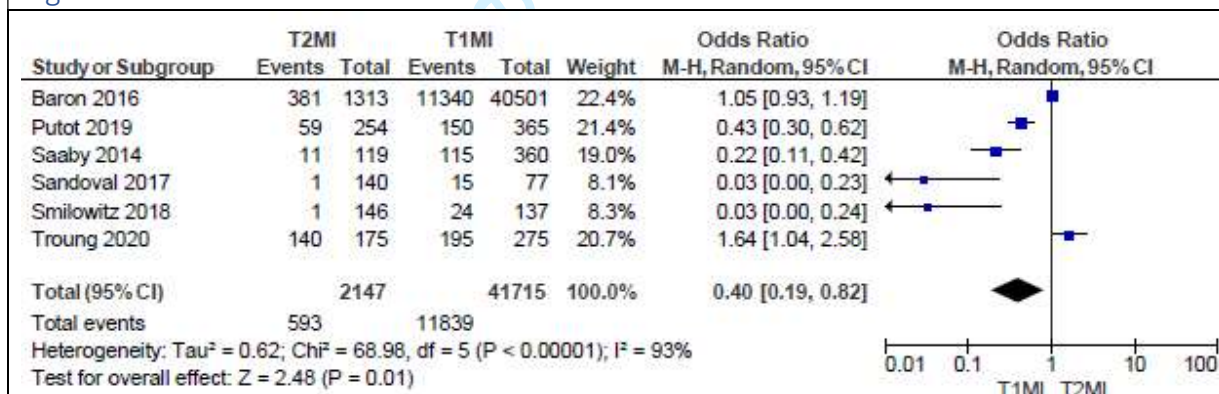 T2MI T1MI Odds Ratio Odds Ratio
Study or Subgroup Events Total Events Total Weight M-H, Random, 95% CI M-H, Random, 95% CI
Baron 2016 381 1313 11340 40501 22.4% 1.05 [0.93, 1.19]
Putot 2019 59 254 150 365 21.4% 0.43 [0.30, 0.62]
Saaby 2014 11 119 115 360 19.0% 0.22 [0.11, 0.42]
Sandoval 2017 1 140 15 77 8.1% 0.03 [0.00, 0.23]
Smilowitz 2018 1 146 24 137 8.3% 0.03 [0.00, 0.24]
Troung 2020 140 175 195 275 20.7% 1.64 [1.04, 2.58]
Total (95% CI) 2147 41715 100.0% 0.40 [0.19, 0.82]
Total events 593 11839
Heterogeneity: Tau² = 0.62; Chi² = 68.98, df = 5 (P < 0.00001); I² = 93%
Test for overall effect: Z = 2.48 (P = 0.01)
0.01 0.1 1 10 100
T1MI T2MI